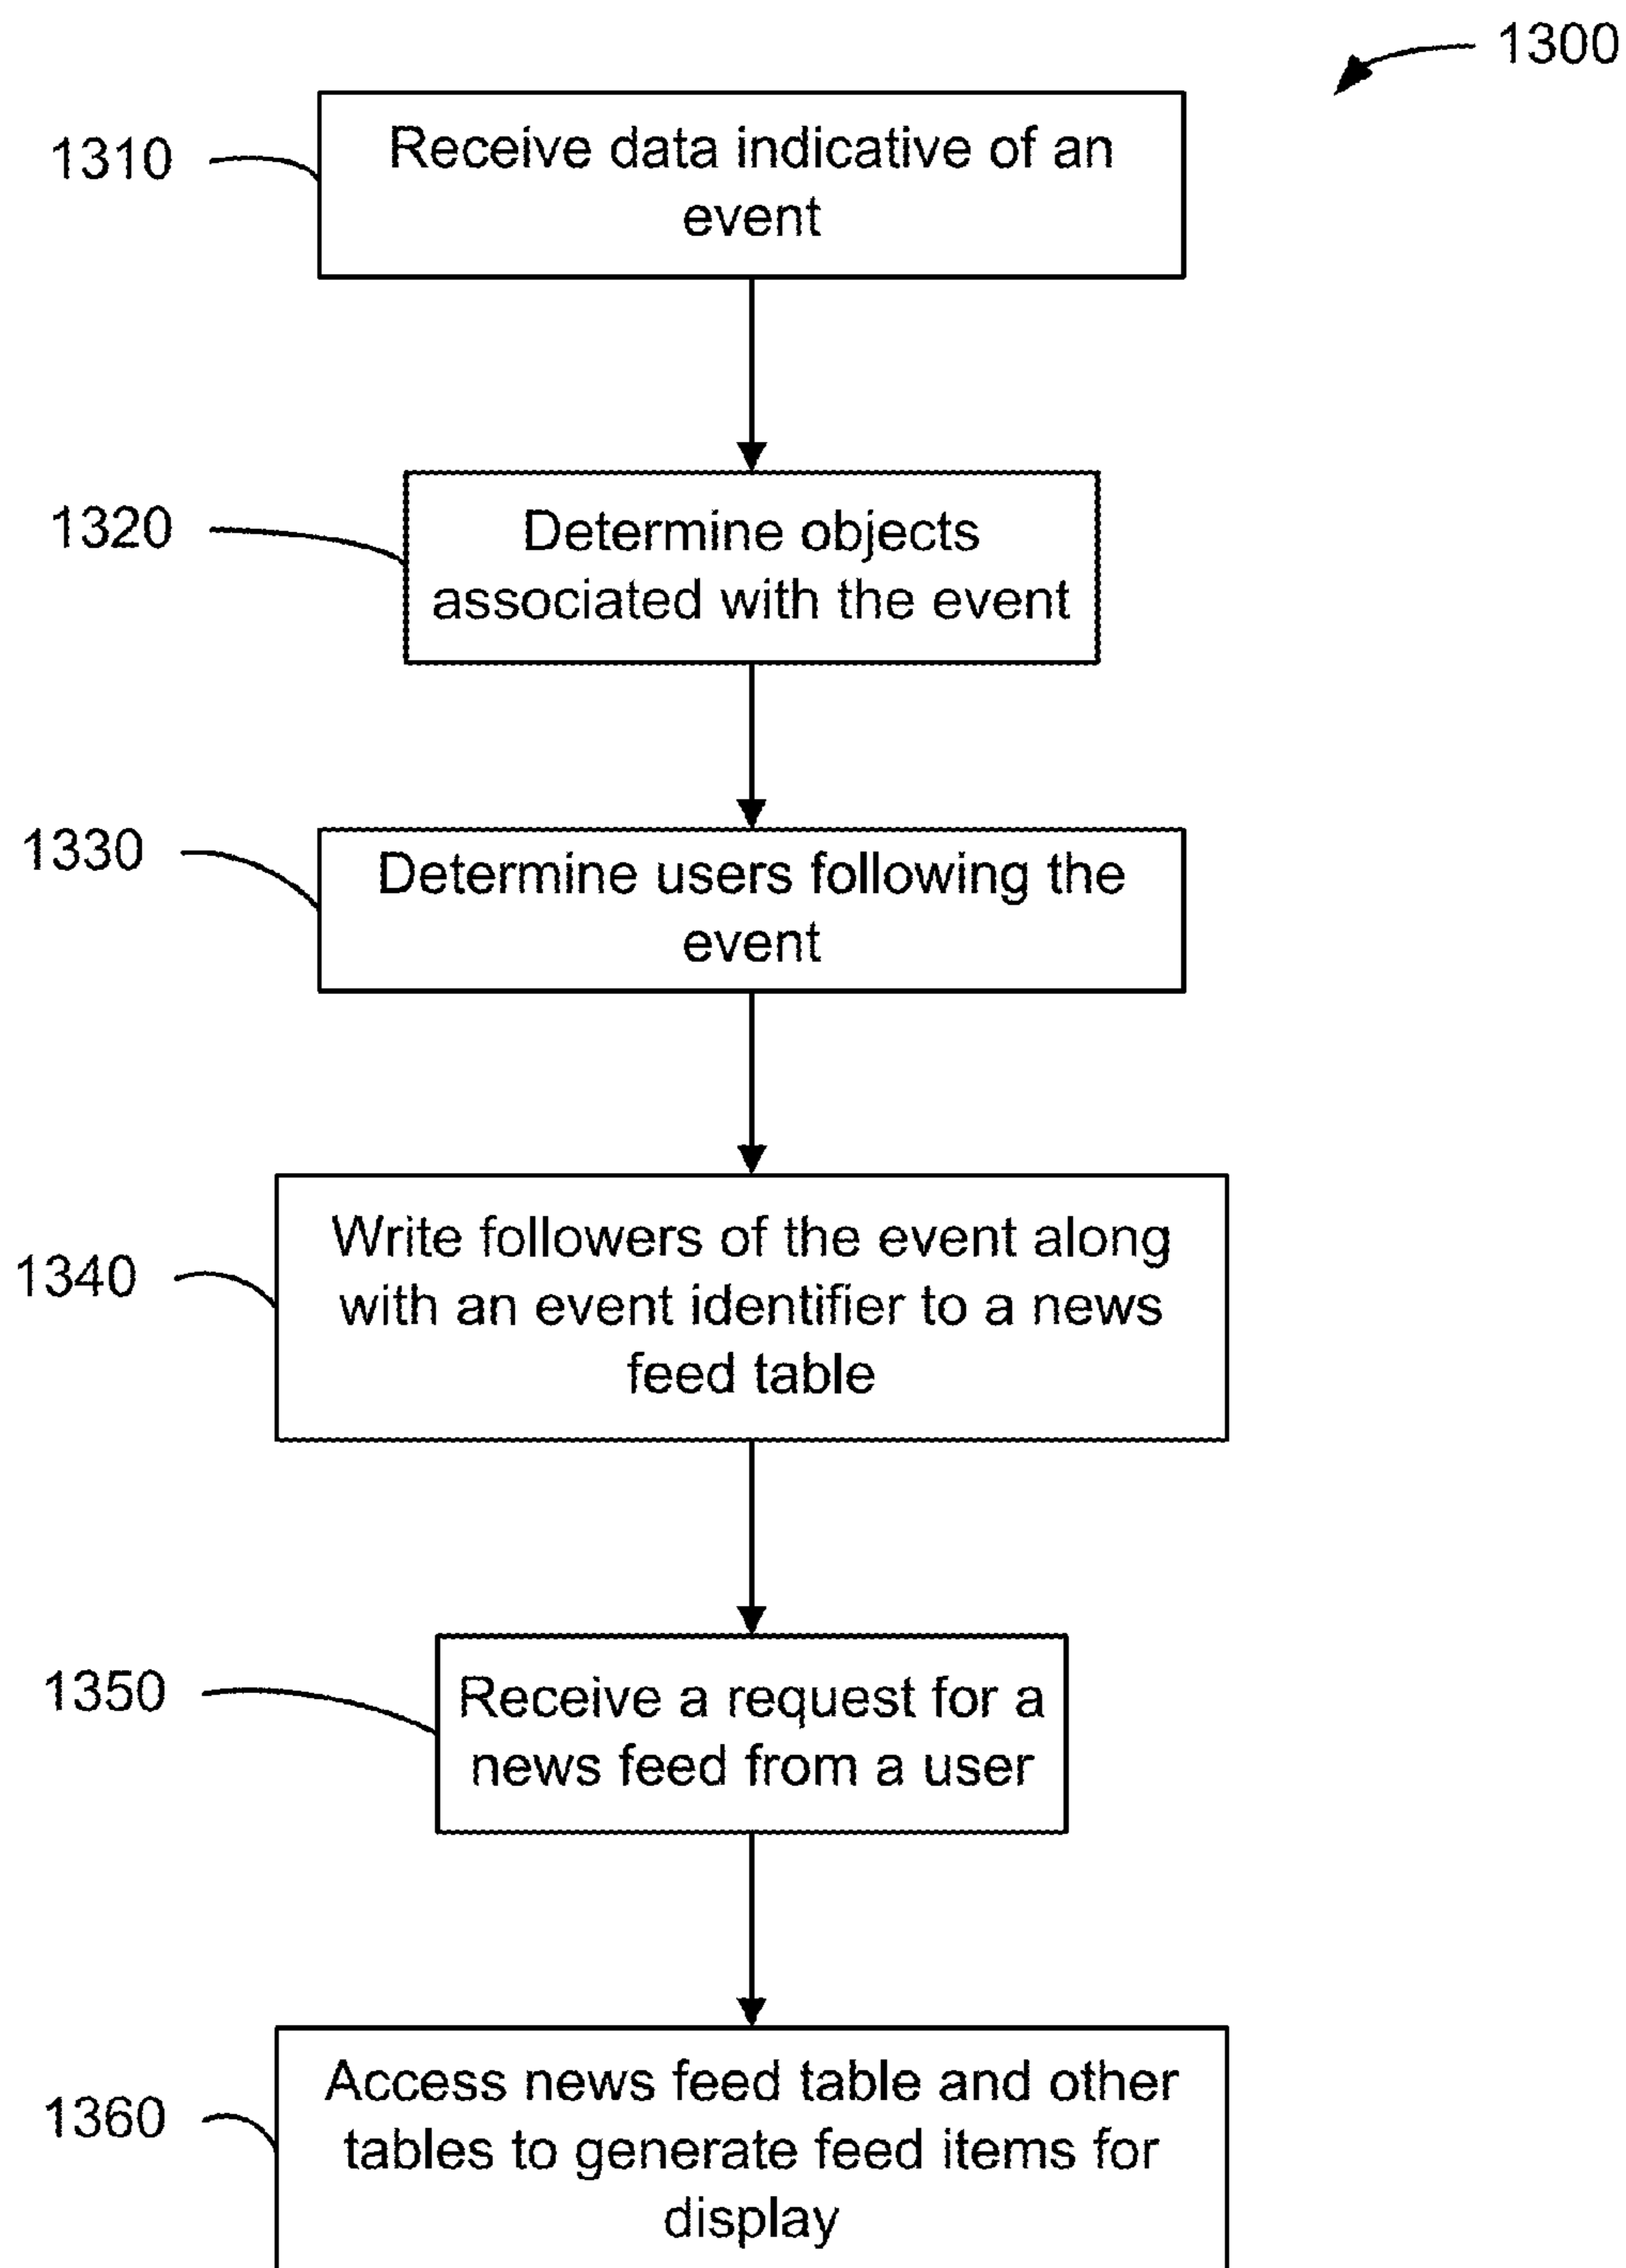 1300
1310
Receive data indicative of an
event
1320
Determine objects
associated with the event
1330
Determine users following the
event
1340
Write followers of the event along
with an event identifier to a news
feed table
1350
Receive a request for a
news feed from a user
1360
Access news feed table and other
tables to generate feed items for
display